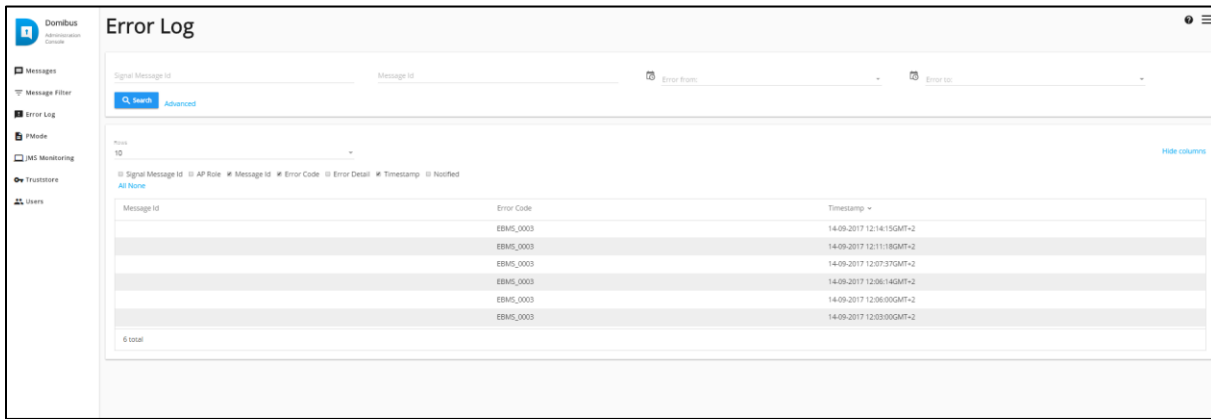 Domibus
Administration
Console
Error Log
Messages
Message Filter
Error Log
PMode
JMS Monitoring
Truststore
Users
Signal Message Id Message Id Error from: Error to:
Search Advanced
Rows
10
Hide columns
Signal Message Id AP Role Message Id Error Code Error Detail Timestamp Notified
All None
Message Id Error Code Timestamp
EBMS_0003 14-09-2017 12:14:15GMT+2
EBMS_0003 14-09-2017 12:11:18GMT+2
EBMS_0003 14-09-2017 12:07:37GMT+2
EBMS_0003 14-09-2017 12:06:14GMT+2
EBMS_0003 14-09-2017 12:06:00GMT+2
EBMS_0003 14-09-2017 12:03:00GMT+2
6 total